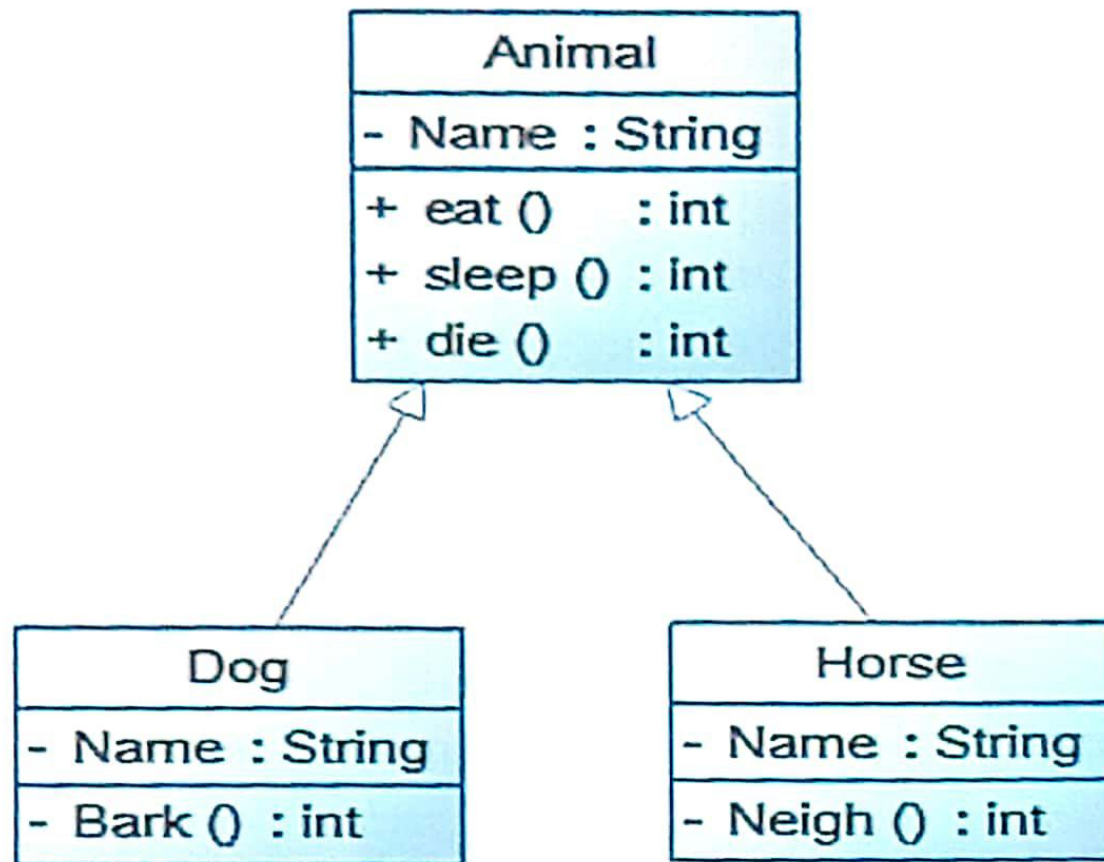 Animal
- Name : String
+ eat () : int
+ sleep () : int
+ die () : int
Dog
- Name : String
- Bark () : int
Horse
- Name : String
- Neigh () : int